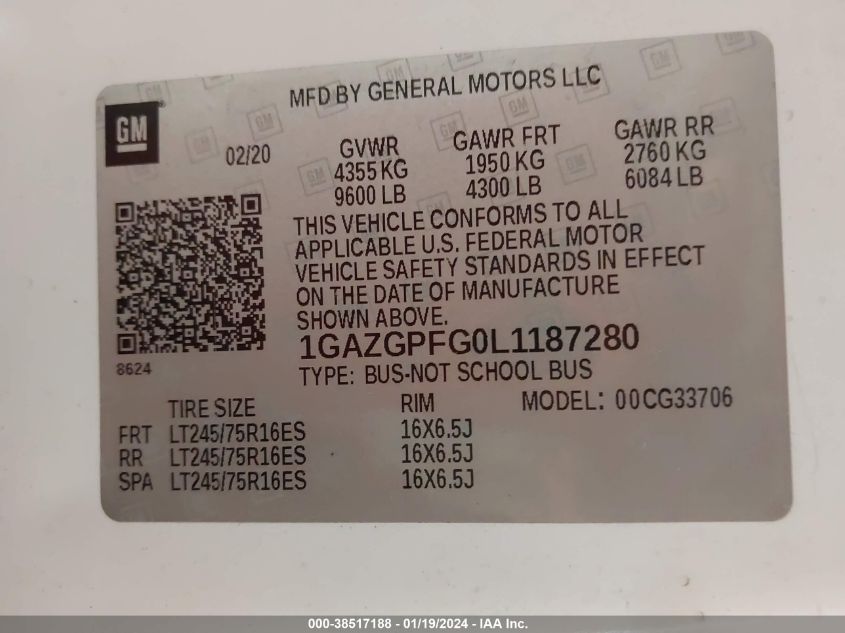 MFD BY GENERAL MOTORS LLC
GM
®
02/20
GVWR GAWR FRT GAWR RR
4355 KG 1950 KG 2760 KG
9600 LB 4300 LB 6084 LB
THIS VEHICLE CONFORMS TO ALL
APPLICABLE U.S. FEDERAL MOTOR
VEHICLE SAFETY STANDARDS IN EFFECT
ON THE DATE OF MANUFACTURE
SHOWN ABOVE.
1GAZGPFG0L1187280
8624
TYPE: BUS-NOT SCHOOL BUS
TIRE SIZE RIM MODEL: 00CG33706
FRT LT245/75R16ES 16X6.5J
RR LT245/75R16ES 16X6.5J
SPA LT245/75R16ES 16X6.5J
000-38517188 - 01/19/2024 - IAA Inc.